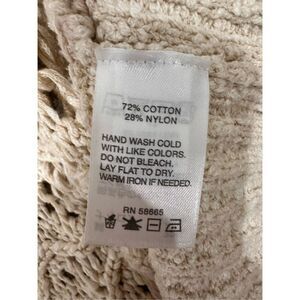 72% COTTON
28% NYLON
HAND WASH COLD
WITH LIKE COLORS.
DO NOT BLEACH.
LAY FLAT TO DRY.
WARM IRON IF NEEDED.
RN 58665